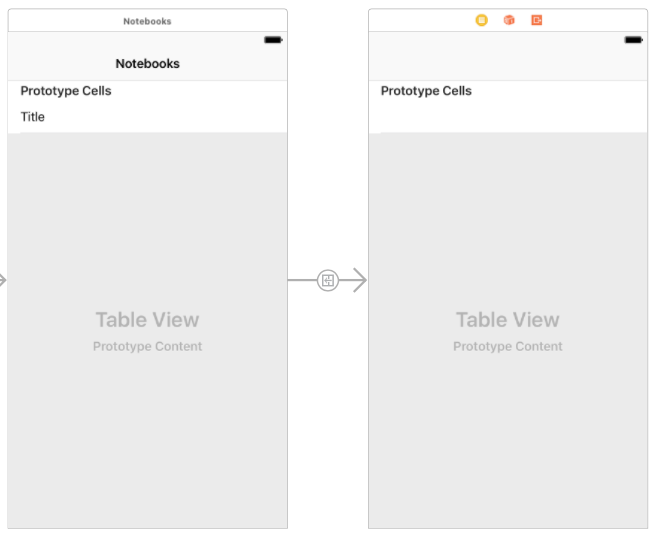 Notebooks
Notebooks
Prototype Cells
Title
Table View
Prototype Content
Prototype Cells
Table View
Prototype Content